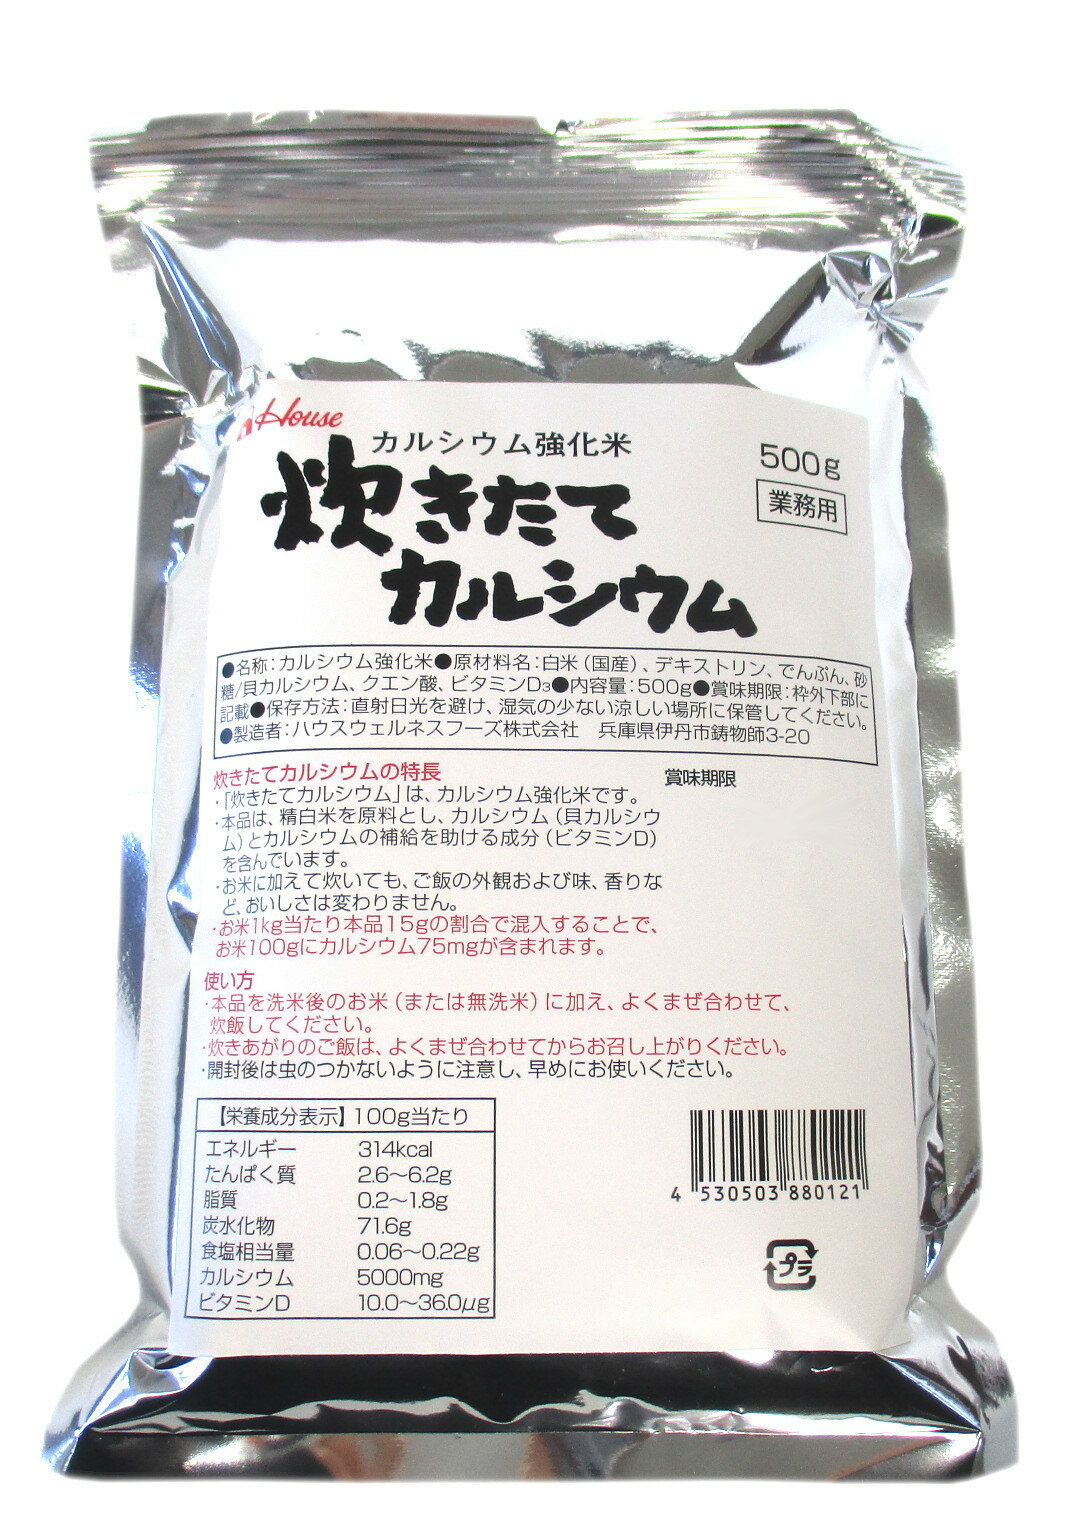 House
カルシウム強化米
500g
業務用
炊きたて
カルシウム
●名称：カルシウム強化米●原材料名：白米（国産）、デキストリン、でんぷん、砂
糖/貝カルシウム、クエン酸、ビタミンD₃●内容量：500g●賞味期限：枠外下部に
記載●保存方法：直射日光を避け、湿気の少ない涼しい場所に保管してください。
●製造者：ハウスウェルネスフーズ株式会社　兵庫県伊丹市鋳物師3-20
炊きたてカルシウムの特長
賞味期限
・「炊きたてカルシウム」は、カルシウム強化米です。
・本品は、精白米を原料とし、カルシウム（貝カルシウ
ム）とカルシウムの補給を助ける成分（ビタミンD）
を含んでいます。
・お米に加えて炊いても、ご飯の外観および味、香りな
ど、おいしさは変わりません。
・お米1kg当たり本品15gの割合で混入することで、
お米100gにカルシウム75mgが含まれます。
使い方
・本品を洗米後のお米（または無洗米）に加え、よくまぜ合わせて、
炊飯してください。
・炊きあがりのご飯は、よくまぜ合わせてからお召し上がりください。
・開封後は虫のつかないように注意し、早めにお使いください。
【栄養成分表示】100g当たり
エネルギー 314kcal
たんぱく質 2.6〜6.2g
脂質 0.2〜1.8g
炭水化物 71.6g
食塩相当量 0.06〜0.22g
カルシウム 5000mg
ビタミンD 10.0〜36.0μg
4 530503 880121
プラ